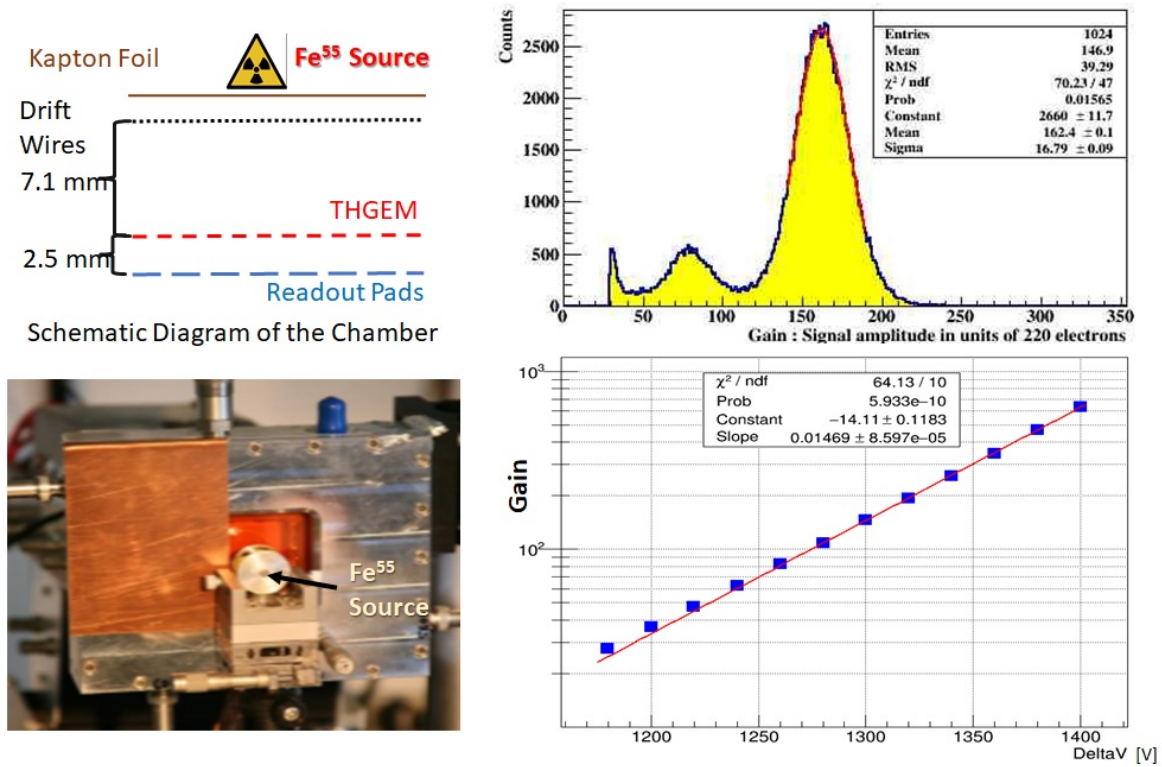 Kapton Foil
Fe55 Source
Drift
Wires
7.1 mm
THGEM
2.5 mm
Readout Pads
Schematic Diagram of the Chamber
Counts
2500
2000
1500
1000
500
0
0 50 100 150 200 250 300 350
Gain : Signal amplitude in units of 220 electrons
Entries 1024
Mean 146.9
RMS 39.29
χ² / ndf 70.23 / 47
Prob 0.01565
Constant 2660 ± 11.7
Mean 162.4 ± 0.1
Sigma 16.79 ± 0.09
Fe55
Source
10³
10²
Gain
χ² / ndf 64.13 / 10
Prob 5.933e−10
Constant −14.11 ± 0.1183
Slope 0.01469 ± 8.597e−05
1200 1250 1300 1350 1400
DeltaV [V]